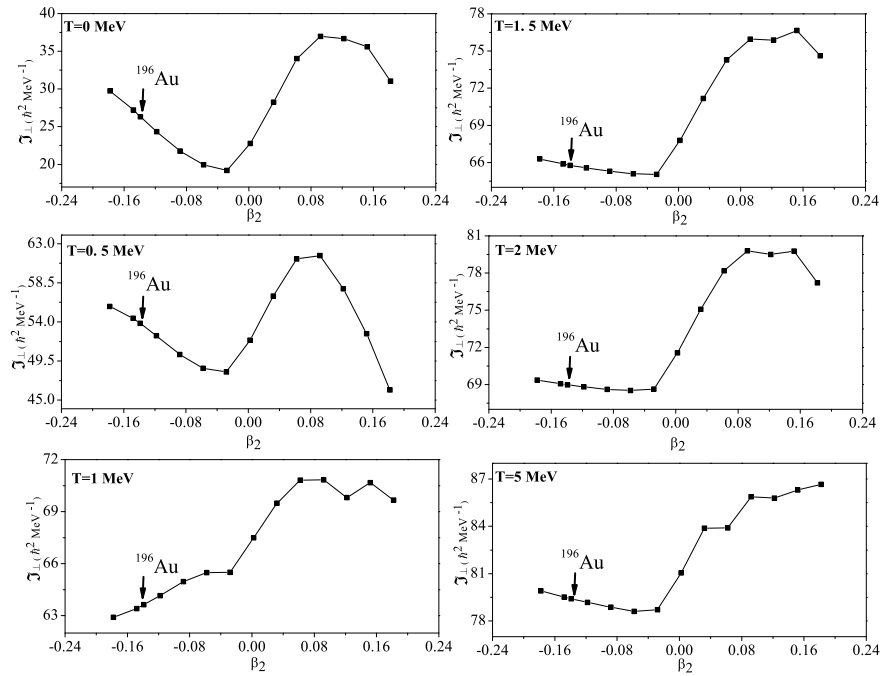 T=0 MeV
𝕴⊥(ℏ² MeV⁻¹)
40
35
30
25
20
¹⁹⁶Au
-0.24 -0.16 -0.08 0.00 0.08 0.16 0.24
β₂
T=1. 5 MeV
𝕴⊥(ℏ² MeV⁻¹)
78
74
70
66
¹⁹⁶Au
-0.24 -0.16 -0.08 0.00 0.08 0.16 0.24
β₂
T=0. 5 MeV
𝕴⊥(ℏ² MeV⁻¹)
63.0
58.5
54.0
49.5
45.0
¹⁹⁶Au
-0.24 -0.16 -0.08 0.00 0.08 0.16 0.24
β₂
T=2 MeV
𝕴⊥(ℏ² MeV⁻¹)
81
77
73
69
¹⁹⁶Au
-0.24 -0.16 -0.08 0.00 0.08 0.16 0.24
β₂
T=1 MeV
𝕴⊥(ℏ² MeV⁻¹)
72
69
66
63
¹⁹⁶Au
-0.24 -0.16 -0.08 0.00 0.08 0.16 0.24
β₂
T=5 MeV
𝕴⊥(ℏ² MeV⁻¹)
87
84
81
78
¹⁹⁶Au
-0.24 -0.16 -0.08 0.00 0.08 0.16 0.24
β₂